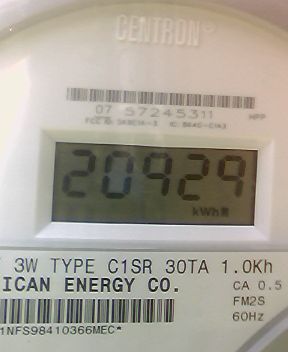 CENTRON®
07 57245311
20929
kWh
3W TYPE C1SR 30TA 1.0Kh
ICAN ENERGY CO.
CA 0.5
FM2S
60Hz
1NFS98410366MEC*